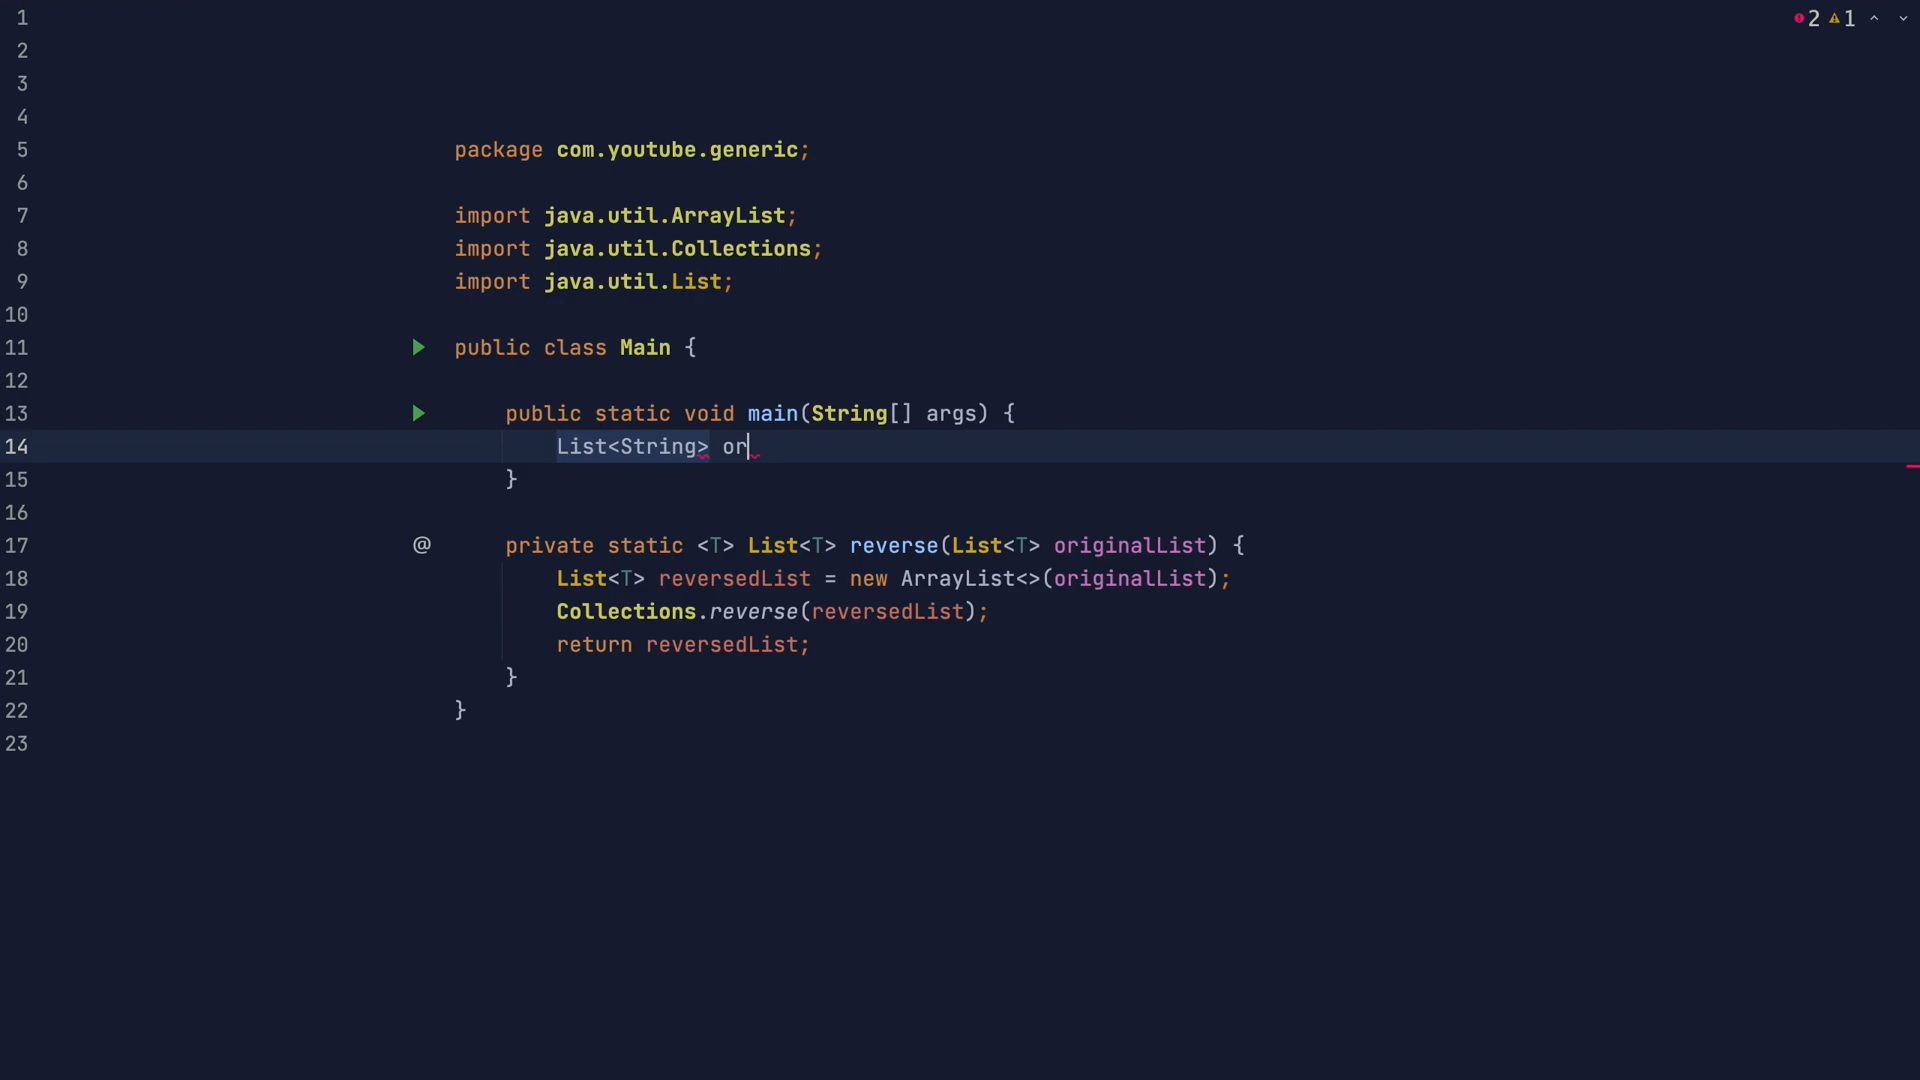 1
2
3
4
5 package com.youtube.generic;
6
7 import java.util.ArrayList;
8 import java.util.Collections;
9 import java.util.List;
10
11 public class Main {
12
13 public static void main(String[] args) {
14 List<String> or
15 }
16
17 @ private static <T> List<T> reverse(List<T> originalList) {
18 List<T> reversedList = new ArrayList<>(originalList);
19 Collections.reverse(reversedList);
20 return reversedList;
21 }
22 }
23
2 1